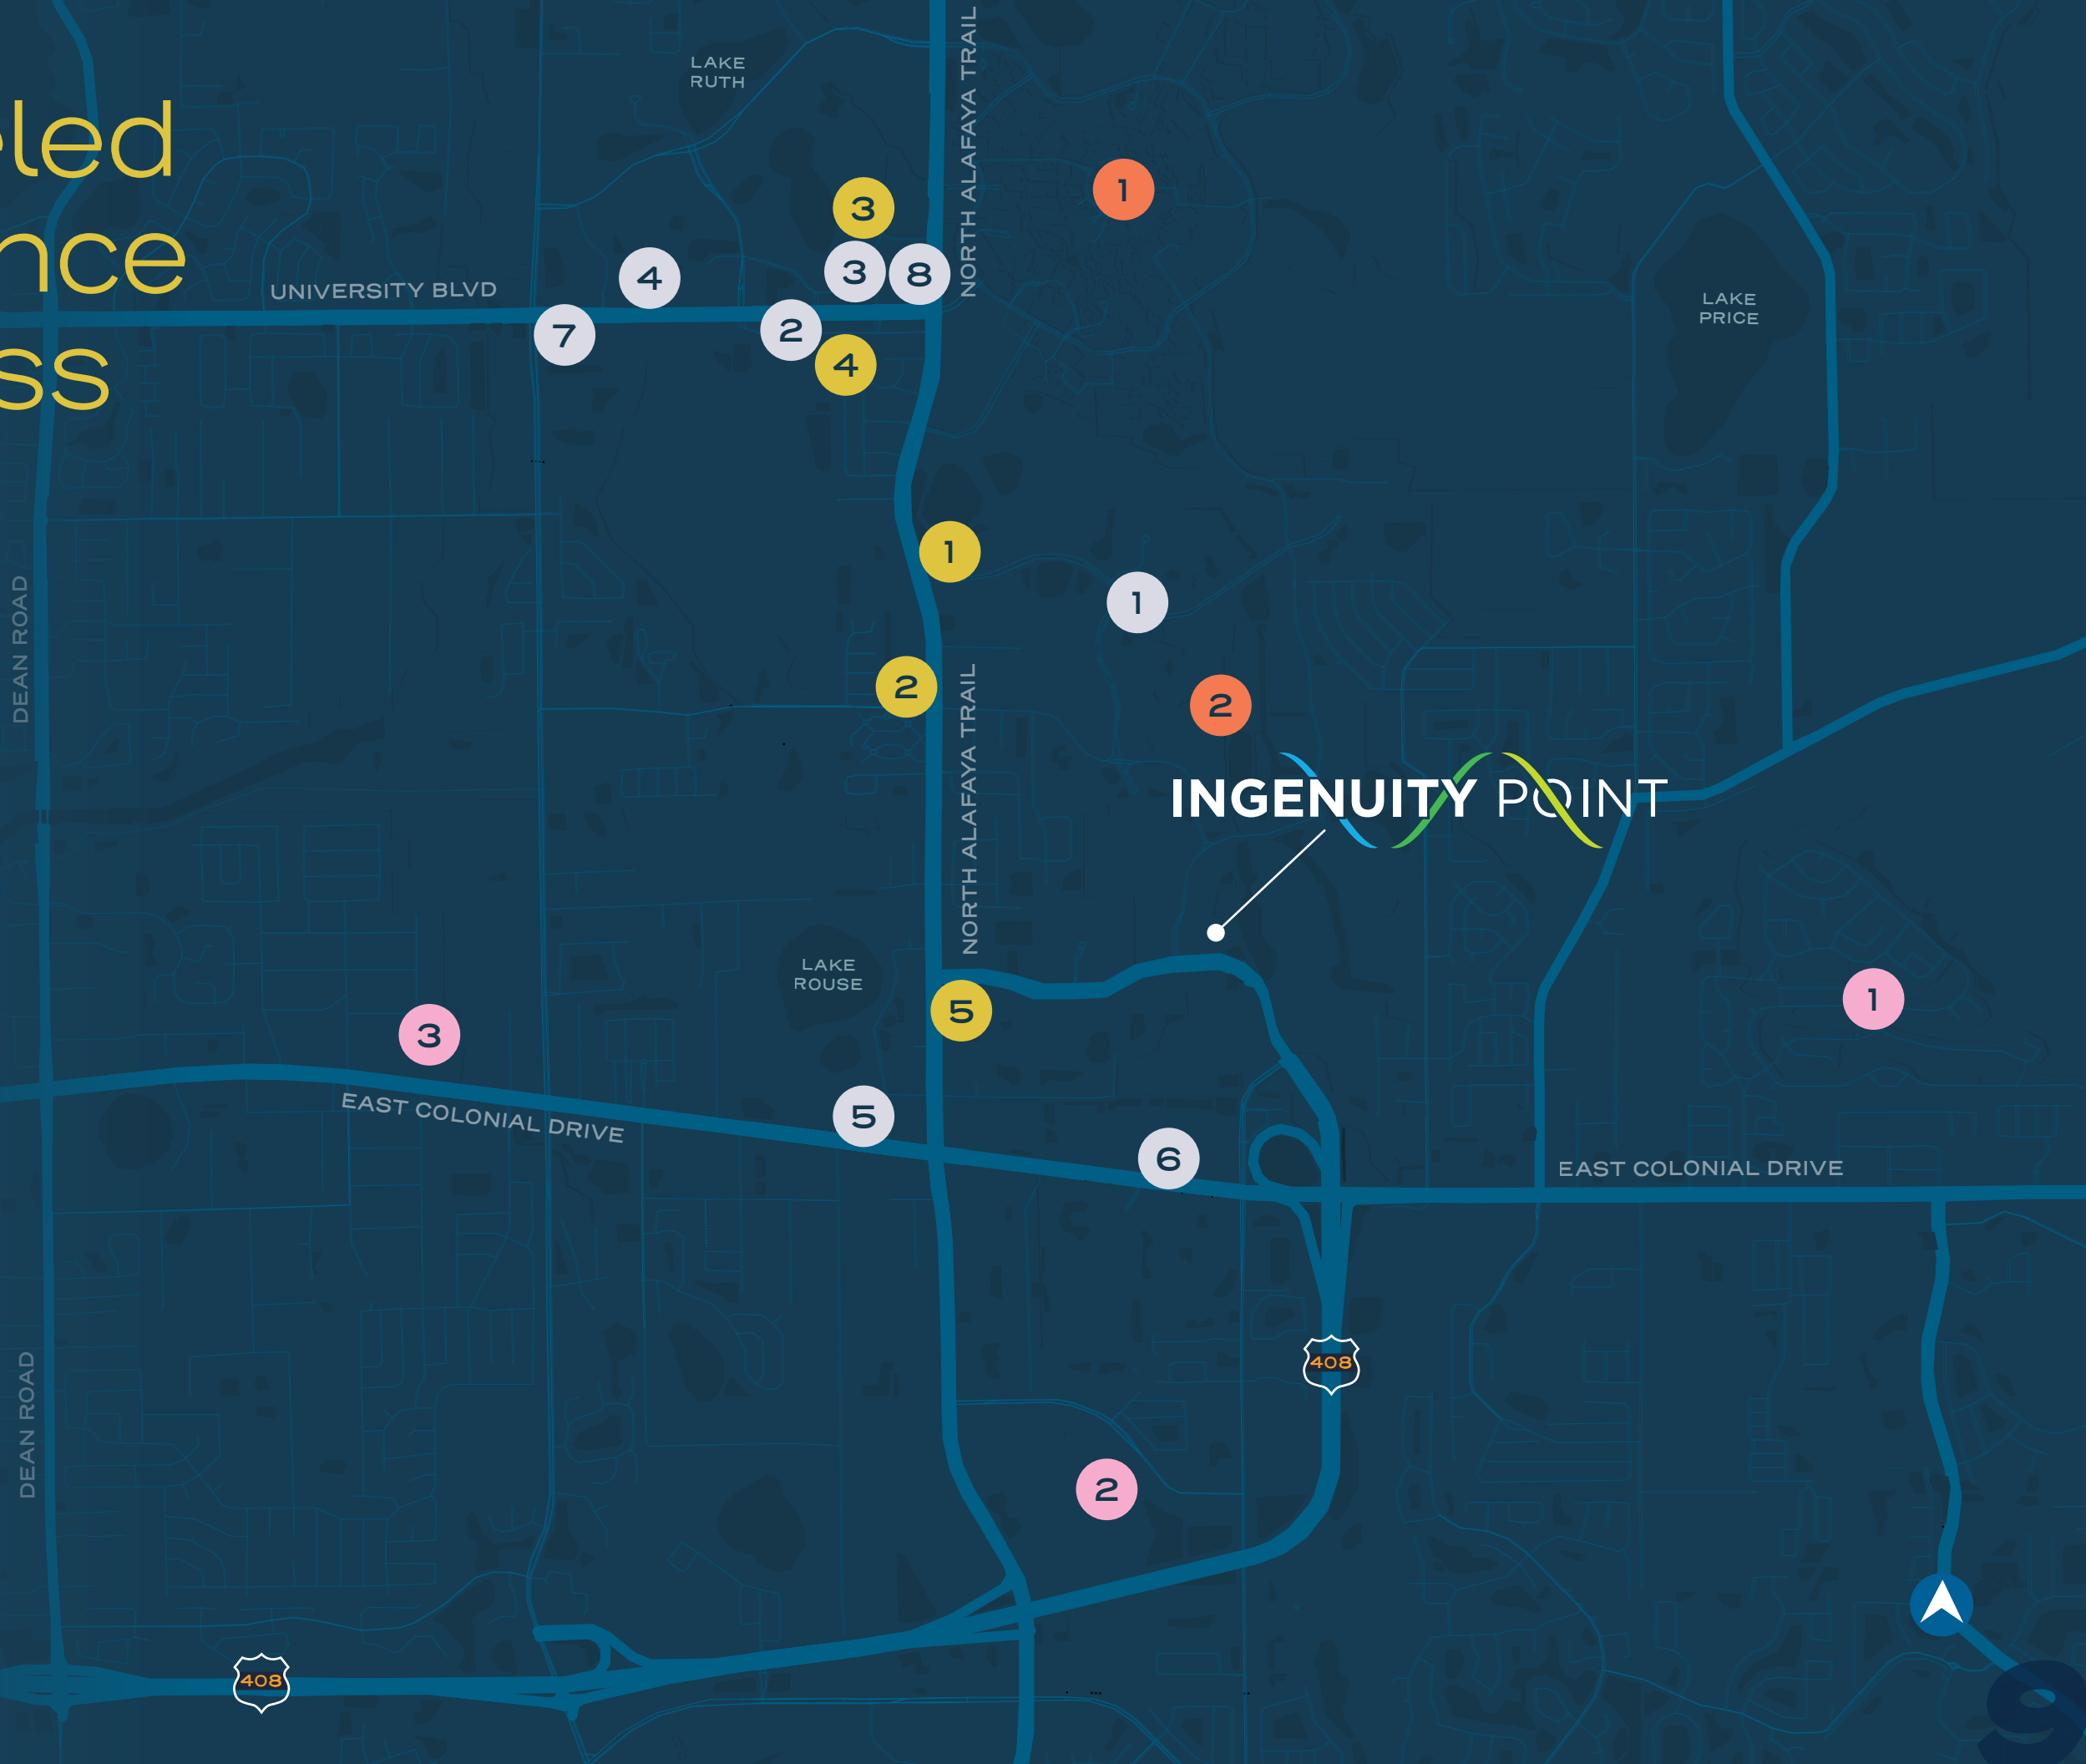 LAKE
RUTH
NORTH ALAFAYA TRAIL
led
1
3
nce
4
3
8
UNIVERSITY BLVD
LAKE
PRICE
7
2
4
ss
1
DEAN ROAD
1
2
NORTH ALAFAYA TRAIL
2
INGENUITY POINT
LAKE
ROUSE
1
5
3
EAST COLONIAL DRIVE
5
6
EAST COLONIAL DRIVE
408
DEAN ROAD
2
408